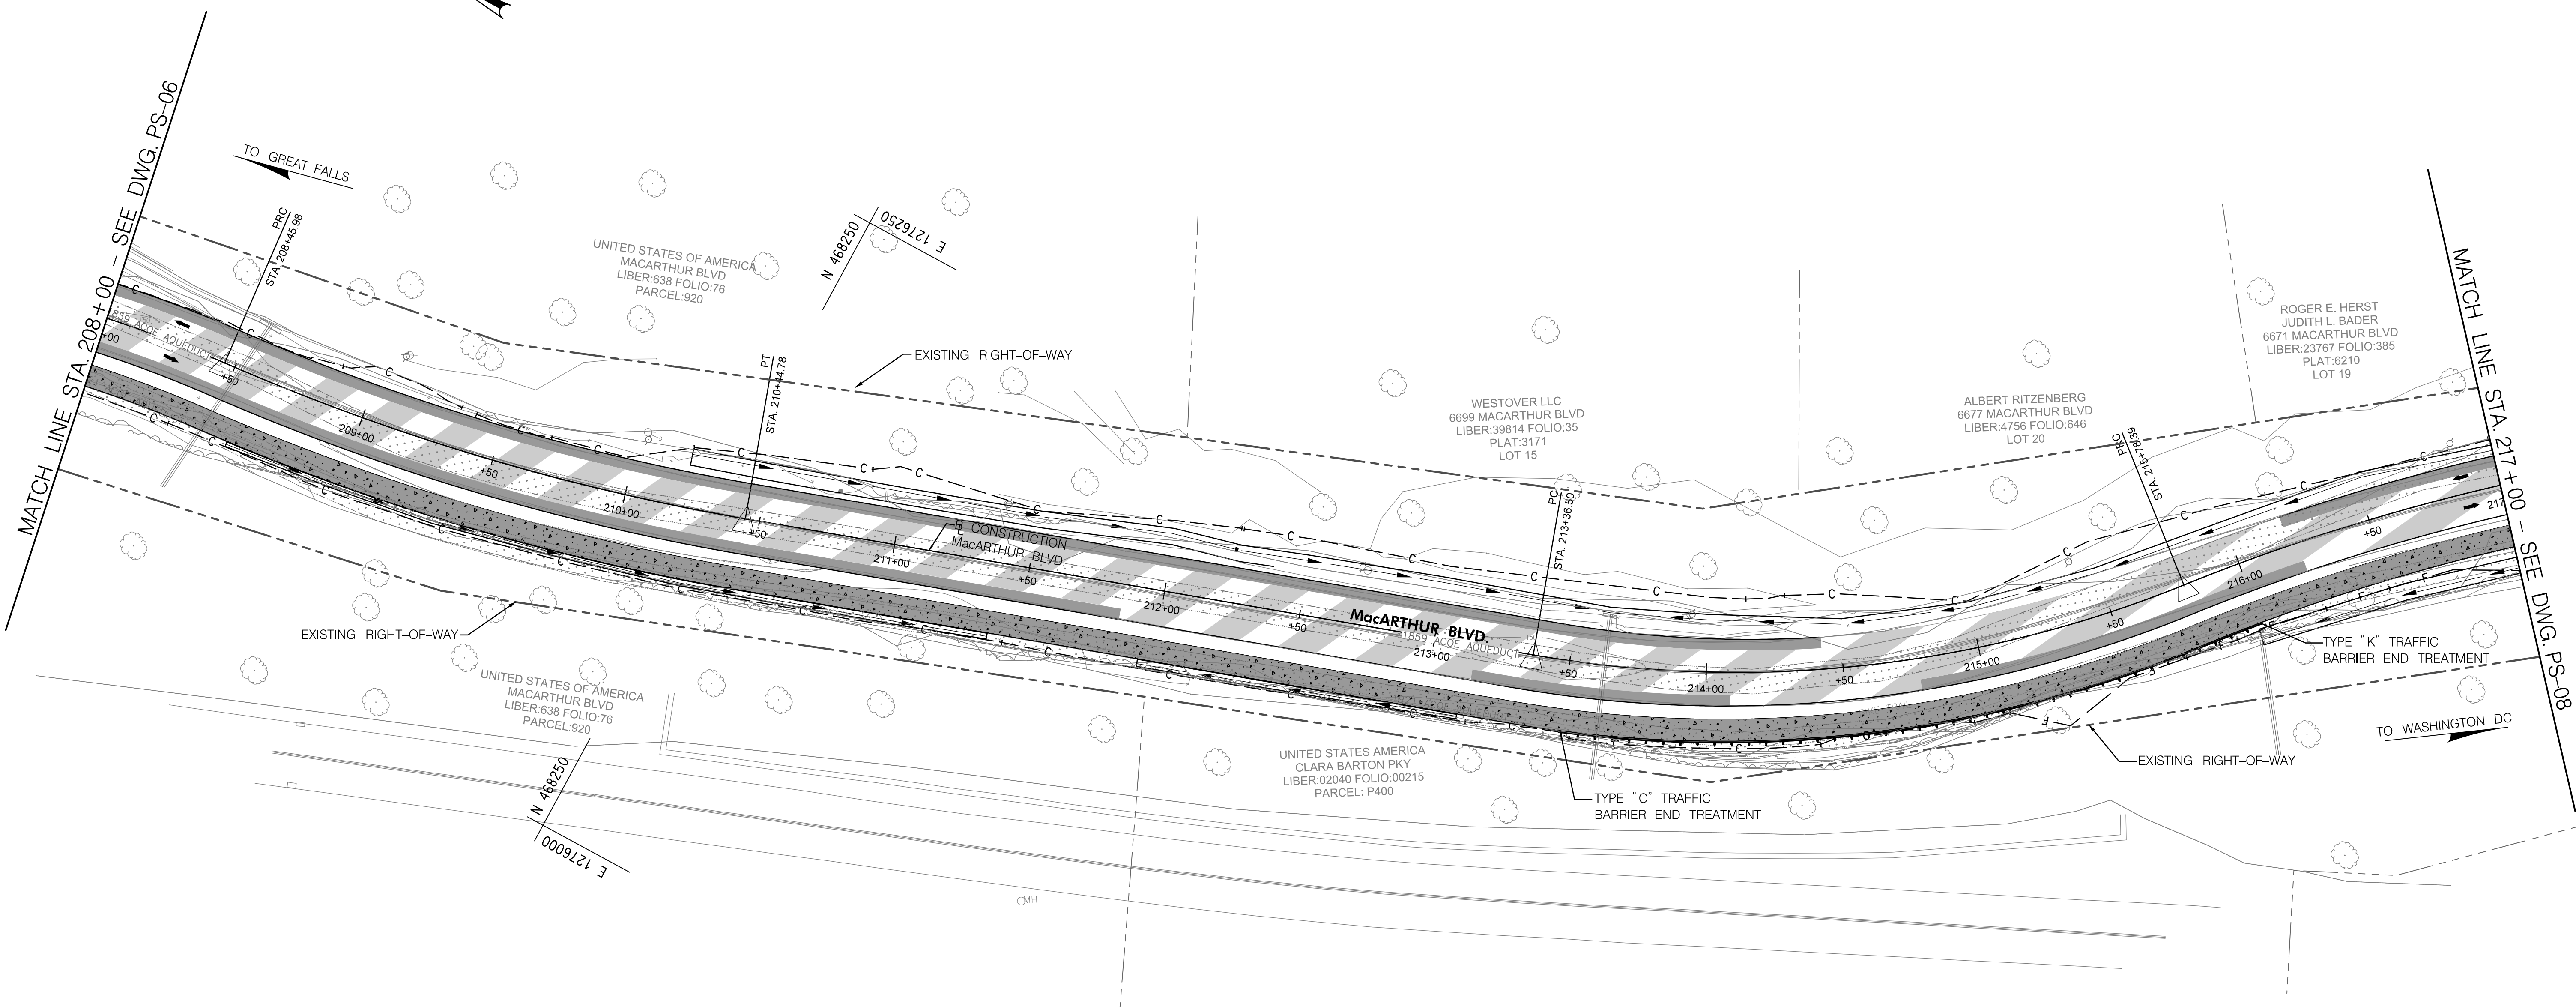 MATCH LINE STA. 208+00 - SEE DWG. PS-06
TO GREAT FALLS
PRC
STA. 208+45.98
UNITED STATES OF AMERICA
MACARTHUR BLVD
LIBER:638 FOLIO:76
PARCEL:920
N 468250
E 1276250
PT
STA. 210+44.78
EXISTING RIGHT-OF-WAY
WESTOVER LLC
6699 MACARTHUR BLVD
LIBER:39814 FOLIO:35
PLAT:3171
LOT 15
PC
STA. 213+36.50
ALBERT RITZENBERG
6677 MACARTHUR BLVD
LIBER:4756 FOLIO:646
LOT 20
PRC
STA. 215+78.39
ROGER E. HERST
JUDITH L. BADER
6671 MACARTHUR BLVD
LIBER:23767 FOLIO:385
PLAT:6210
LOT 19
MATCH LINE STA. 217+00 - SEE DWG. PS-08
1859 ACOE AQUEDUCT
+00
+50
209+00
+50
210+00
+50
211+00
+50
212+00
+50
213+00
+50
214+00
+50
215+00
+50
216+00
+50
217
B CONSTRUCTION
MacARTHUR BLVD
MacARTHUR BLVD.
1859 ACOE AQUEDUCT
EXISTING RIGHT-OF-WAY
UNITED STATES OF AMERICA
MACARTHUR BLVD
LIBER:638 FOLIO:76
PARCEL:920
N 468250
E 1276000
UNITED STATES AMERICA
CLARA BARTON PKY
LIBER:02040 FOLIO:00215
PARCEL: P400
TYPE "C" TRAFFIC
BARRIER END TREATMENT
TYPE "K" TRAFFIC
BARRIER END TREATMENT
TO WASHINGTON DC
EXISTING RIGHT-OF-WAY
MH